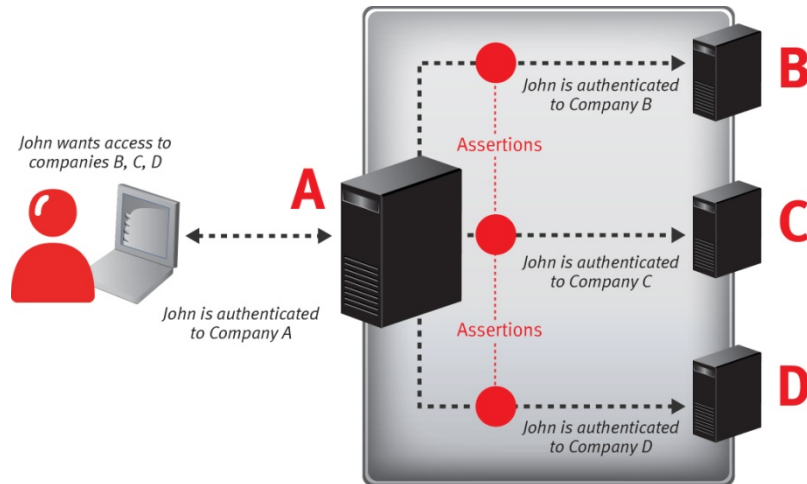 John wants access to
companies B, C, D
John is authenticated
to Company A
A
Assertions
Assertions
John is authenticated
to Company B
B
John is authenticated
to Company C
C
John is authenticated
to Company D
D